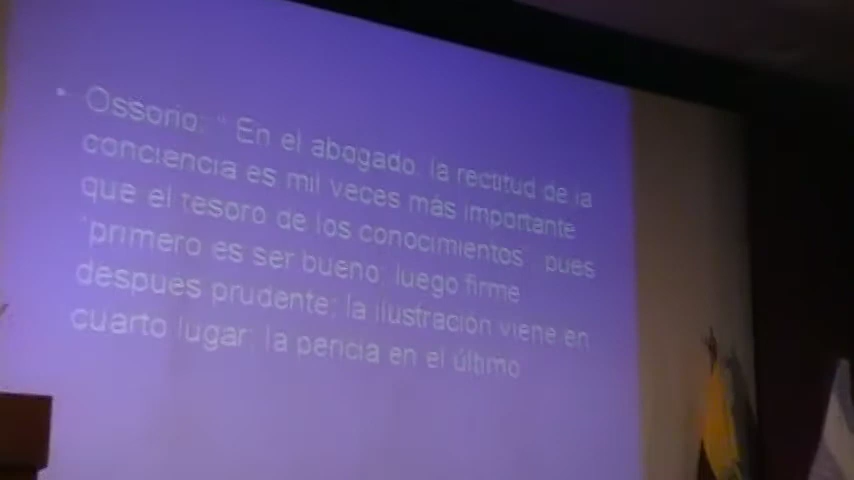 • Ossorio: " En el abogado, la rectitud de la
conciencia es mil veces más importante
que el tesoro de los conocimientos, pues
"primero es ser bueno; luego firme
despues prudente; la ilustración viene en
cuarto lugar; la pericia en el último